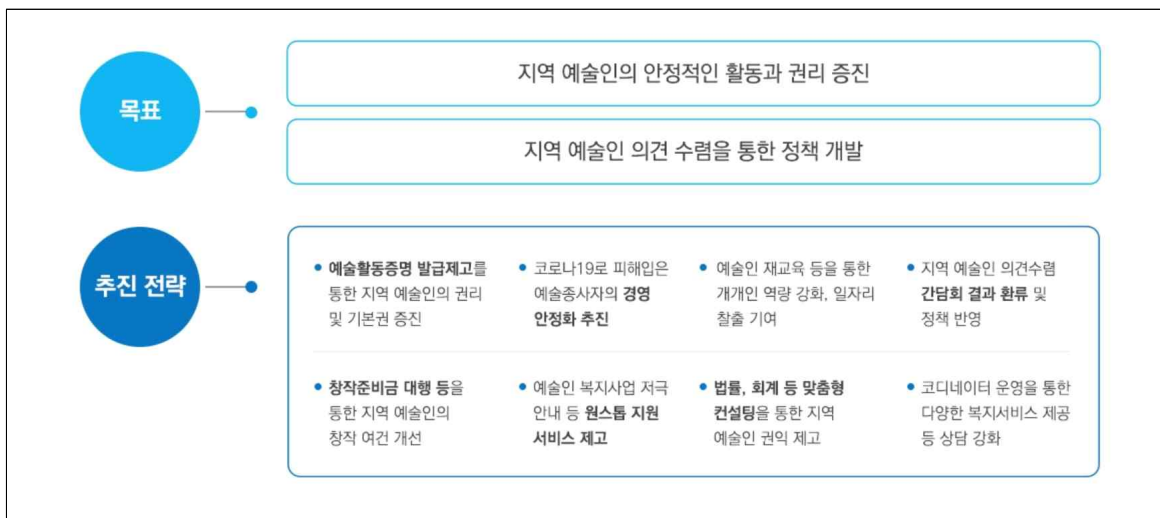 목표
지역 예술인의 안정적인 활동과 권리 증진
지역 예술인 의견 수렴을 통한 정책 개발
추진 전략
• 예술활동증명 발급제고를
통한 지역 예술인의 권리
및 기본권 증진
• 코로나19로 피해입은
예술종사자의 경영
안정화 추진
• 예술인 재교육 등을 통한
개개인 역량 강화, 일자리
찰출 기여
• 지역 예술인 의견수렴
간담회 결과 환류 및
정책 반영
• 창작준비금 대행 등을
통한 지역 예술인의
창작 여건 개선
• 예술인 복지사업 저극
안내 등 원스톱 지원
서비스 제고
• 법률, 회계 등 맞춤형
컨설팅을 통한 지역
예술인 권익 제고
• 코디네이터 운영을 통한
다양한 복지서비스 제공
등 상담 강화